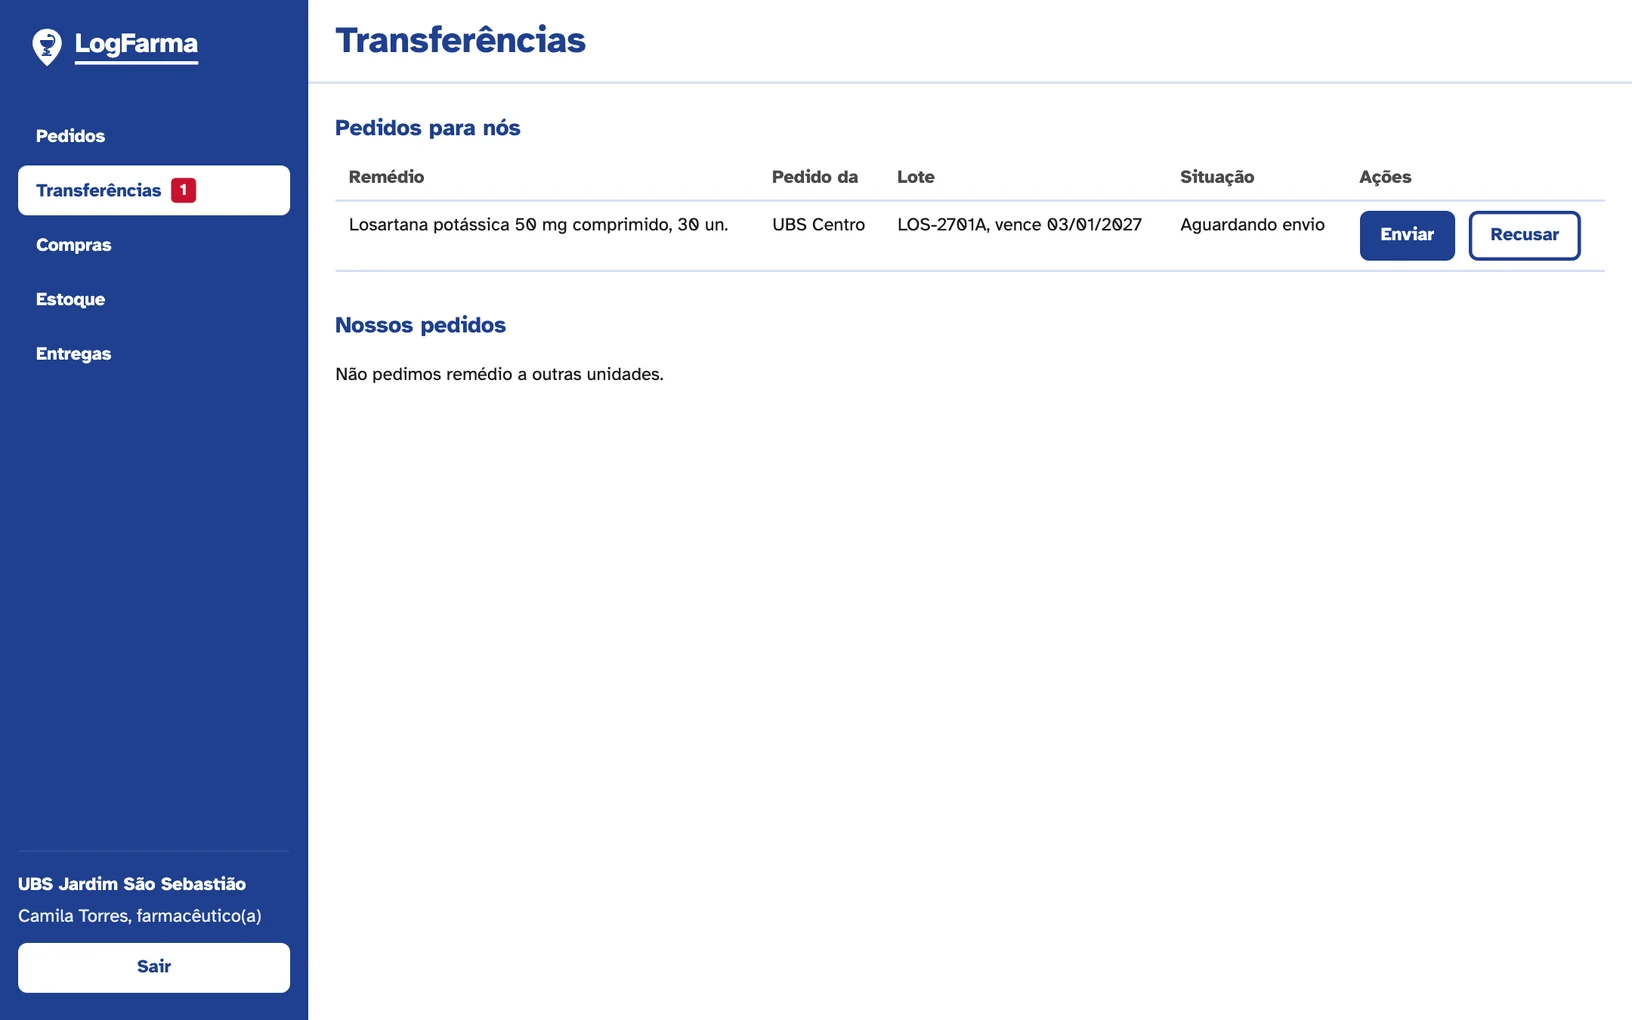 LogFarma
Pedidos
Transferências 1
Compras
Estoque
Entregas
UBS Jardim São Sebastião
Camila Torres, farmacêutico(a)
Sair
Transferências
Pedidos para nós
Remédio Pedido da Lote Situação Ações
Losartana potássica 50 mg comprimido, 30 un. UBS Centro LOS-2701A, vence 03/01/2027 Aguardando envio Enviar Recusar
Nossos pedidos
Não pedimos remédio a outras unidades.